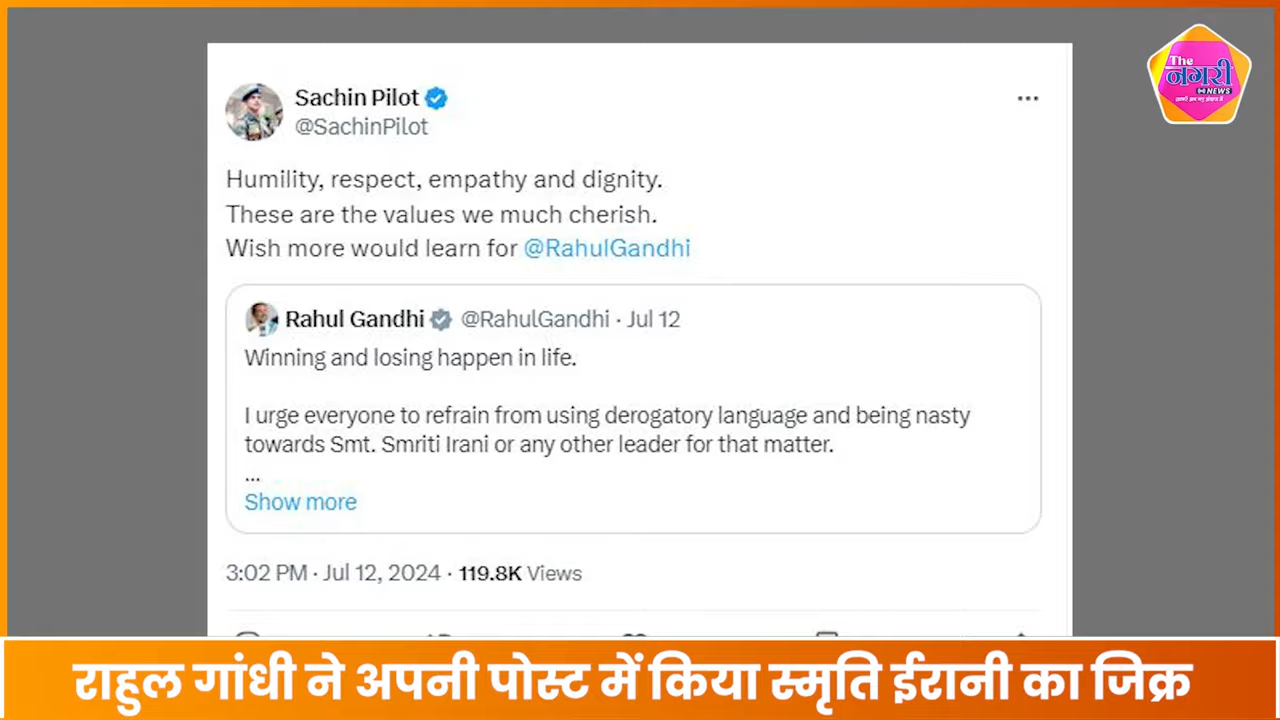 The
नगरी
NEWS
Sachin Pilot
@SachinPilot
Humility, respect, empathy and dignity.
These are the values we much cherish.
Wish more would learn for @RahulGandhi
Rahul Gandhi @RahulGandhi · Jul 12
Winning and losing happen in life.
I urge everyone to refrain from using derogatory language and being nasty
towards Smt. Smriti Irani or any other leader for that matter.
...
Show more
3:02 PM · Jul 12, 2024 · 119.8K Views
राहुल गांधी ने अपनी पोस्ट में किया स्मृति ईरानी का जिक्र